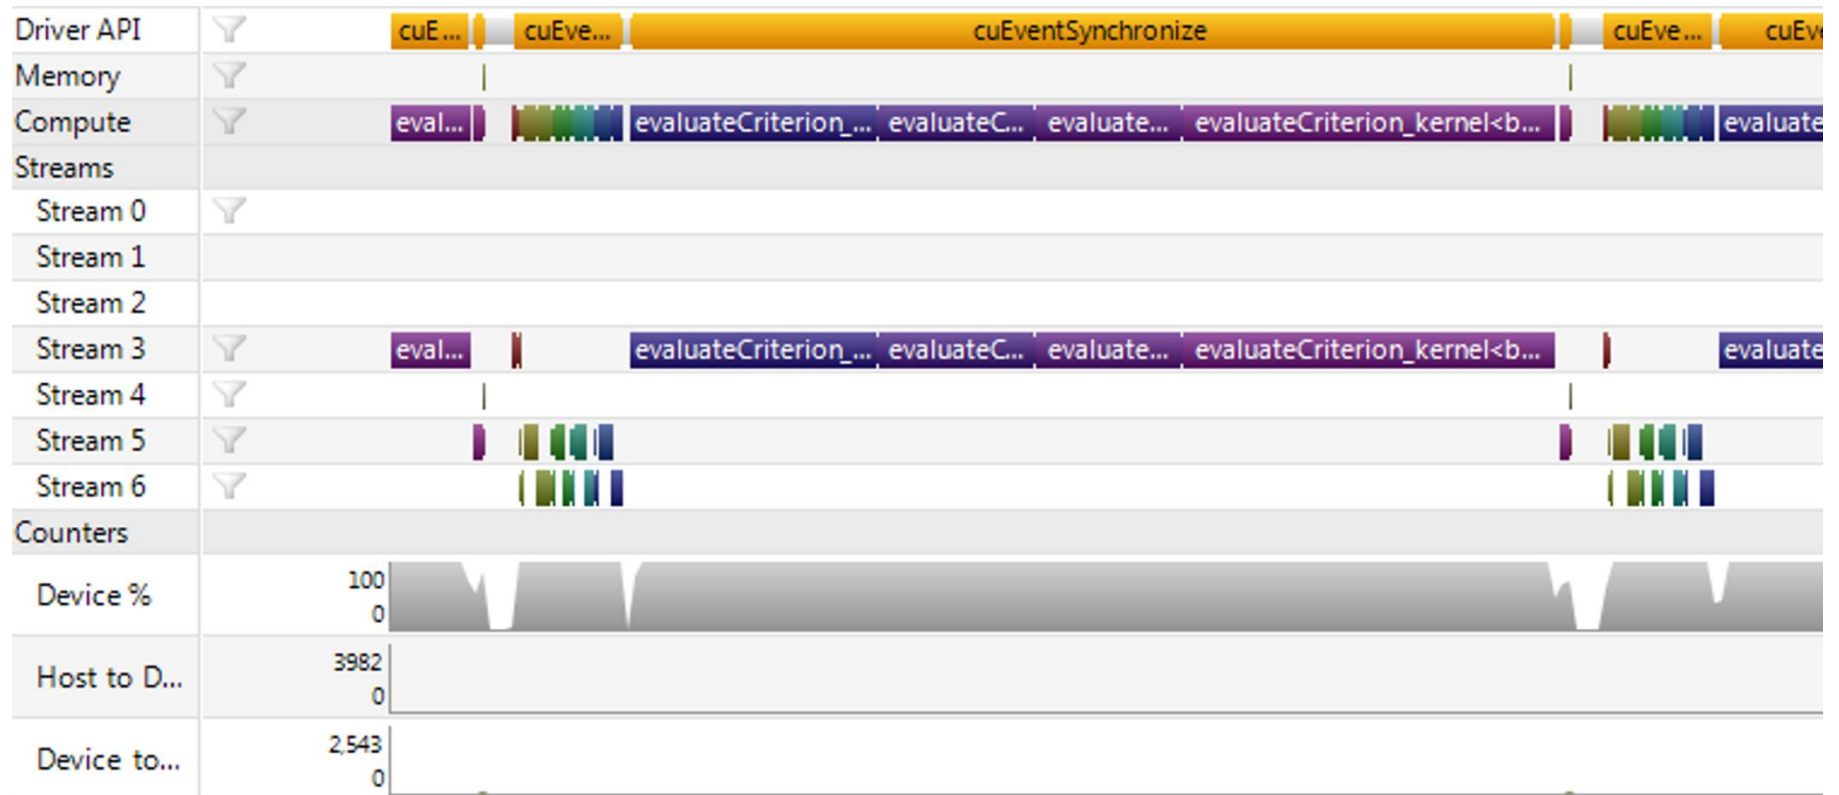 Driver API cuE... cuEve... cuEventSynchronize cuEve... cuEve
Memory
Compute eval... evaluateCriterion_... evaluateC... evaluate... evaluateCriterion_kernel<b... evaluate
Streams
Stream 0
Stream 1
Stream 2
Stream 3 eval... evaluateCriterion_... evaluateC... evaluate... evaluateCriterion_kernel<b... evaluate
Stream 4
Stream 5
Stream 6
Counters
100
Device %
0
3982
Host to D...
0
2,543
Device to...
0